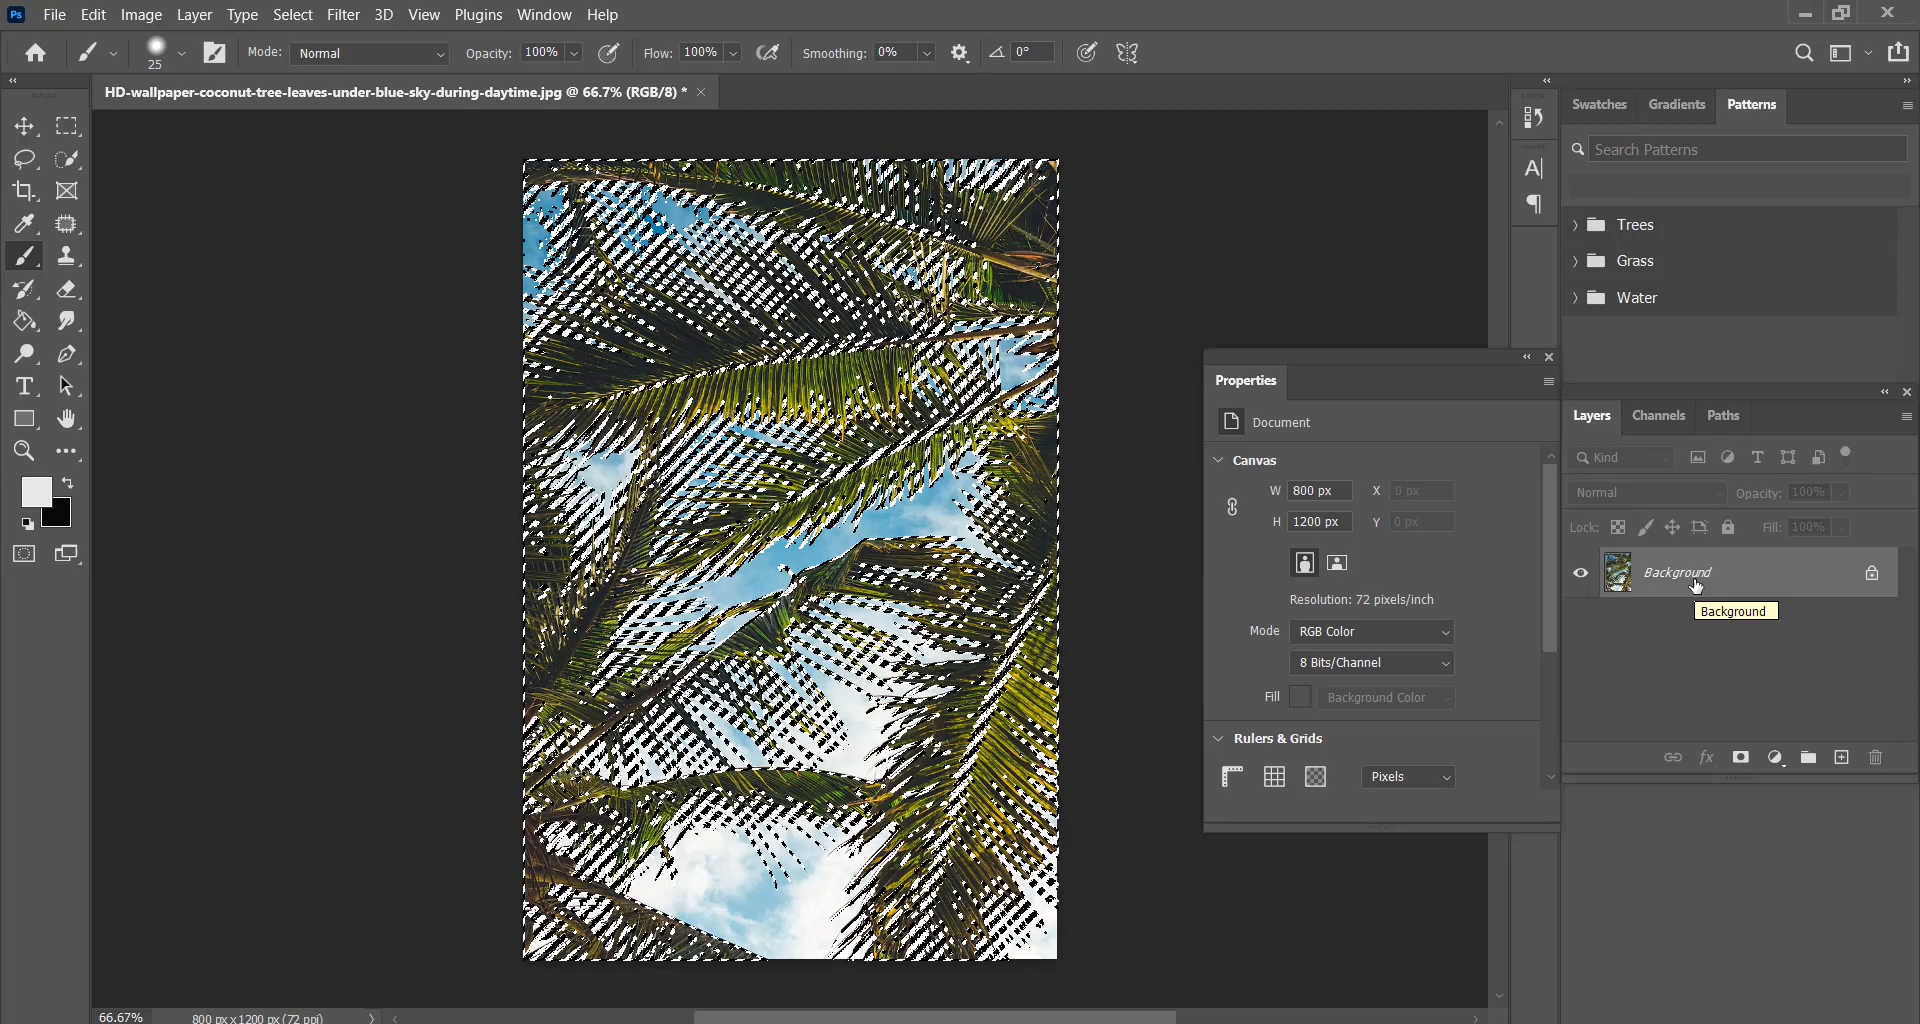 Ps File Edit Image Layer Type Select Filter 3D View Plugins Window Help
25 Mode: Normal Opacity: 100% Flow: 100% Smoothing: 0% 0°
HD-wallpaper-coconut-tree-leaves-under-blue-sky-during-daytime.jpg @ 66.7% (RGB/8) * ×
Swatches Gradients Patterns
Search Patterns
Trees
Grass
Water
Properties
Document
Canvas
W 800 px X 0 px
H 1200 px Y 0 px
Resolution: 72 pixels/inch
Mode RGB Color
8 Bits/Channel
Fill Background Color
Rulers & Grids
Pixels
Layers Channels Paths
Kind
Normal Opacity: 100%
Lock: Fill: 100%
Background
Background
66.67% 800 px x 1200 px (72 ppi)